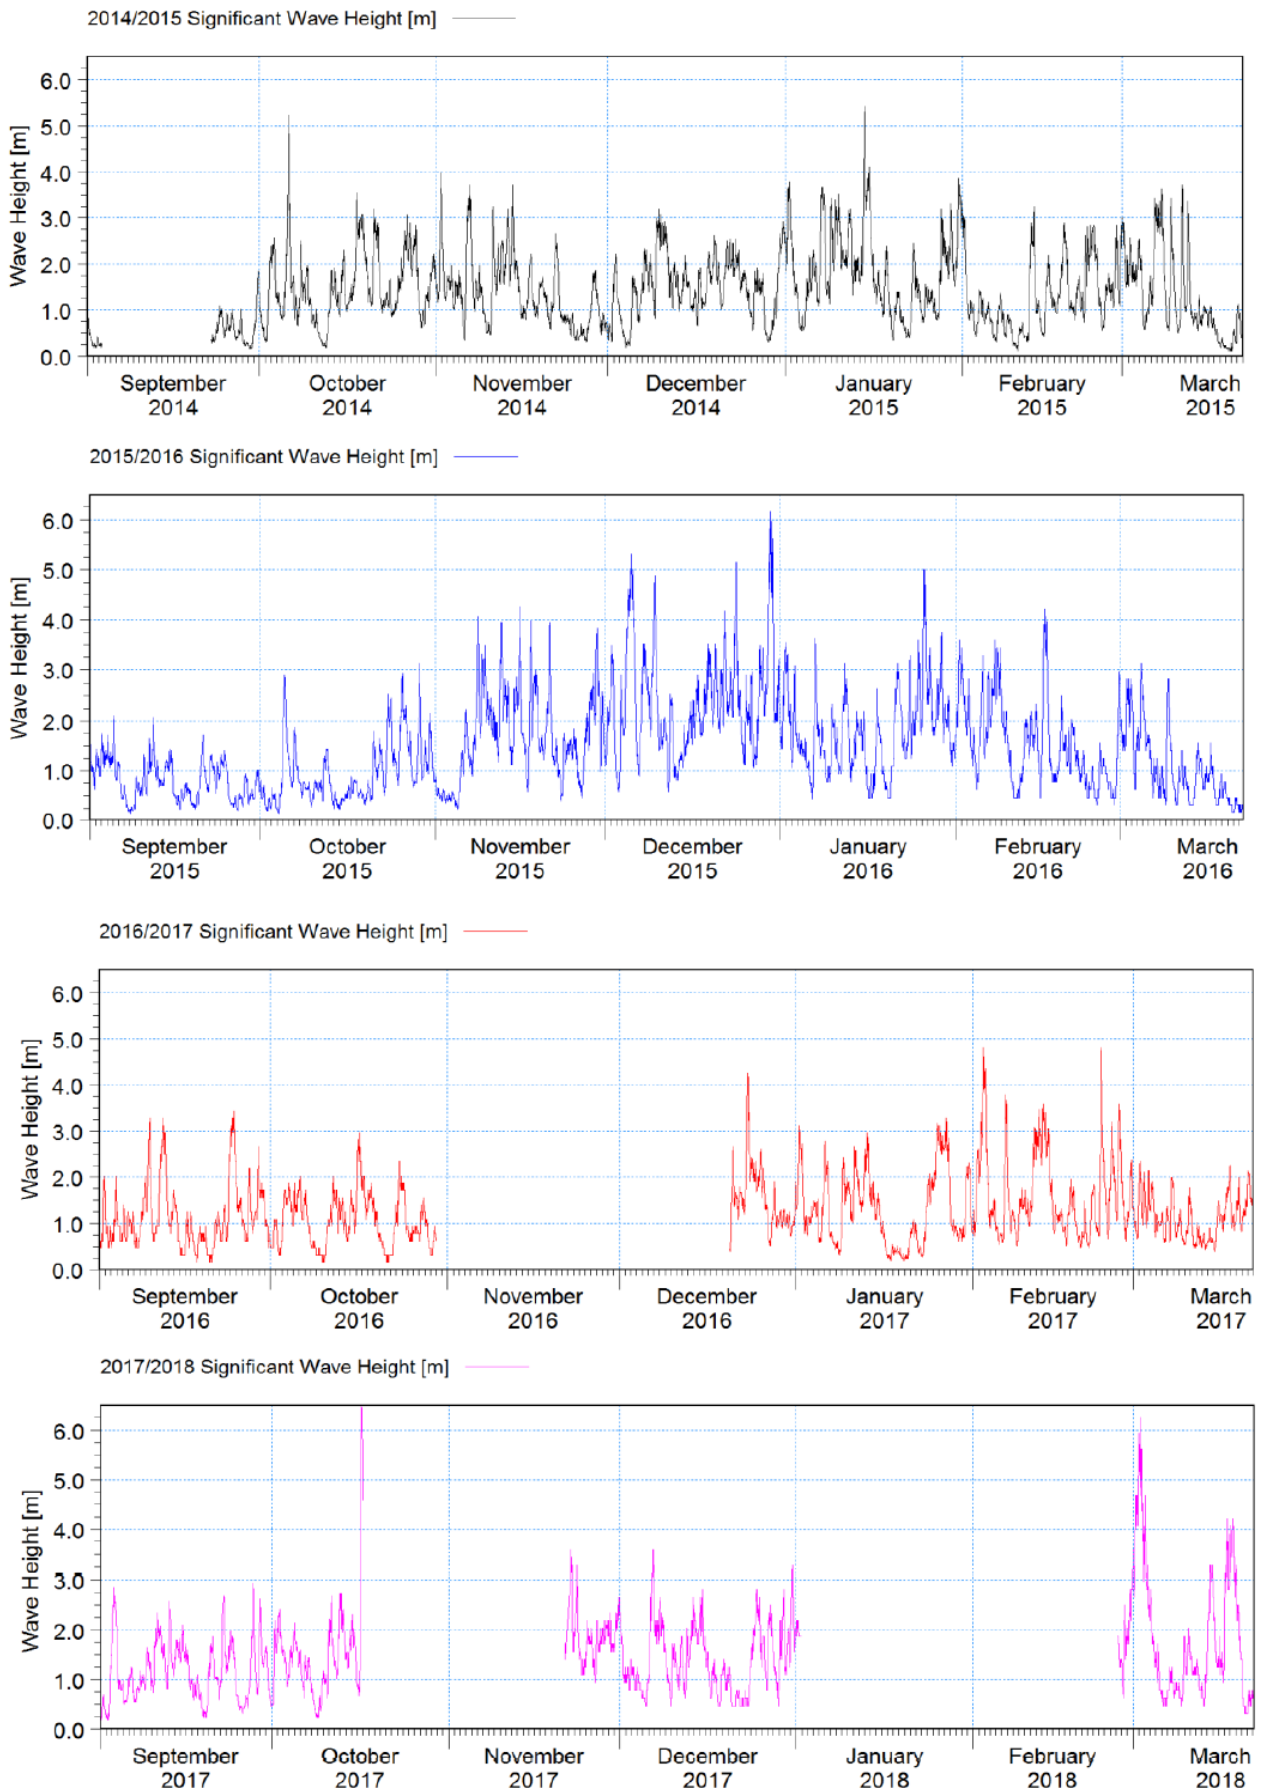 2014/2015 Significant Wave Height [m]
Wave Height [m]
6.0
5.0
4.0
3.0
2.0
1.0
0.0
September October November December January February March
2014 2014 2014 2014 2015 2015 2015
2015/2016 Significant Wave Height [m]
Wave Height [m]
6.0
5.0
4.0
3.0
2.0
1.0
0.0
September October November December January February March
2015 2015 2015 2015 2016 2016 2016
2016/2017 Significant Wave Height [m]
Wave Height [m]
6.0
5.0
4.0
3.0
2.0
1.0
0.0
September October November December January February March
2016 2016 2016 2016 2017 2017 2017
2017/2018 Significant Wave Height [m]
Wave Height [m]
6.0
5.0
4.0
3.0
2.0
1.0
0.0
September October November December January February March
2017 2017 2017 2017 2018 2018 2018